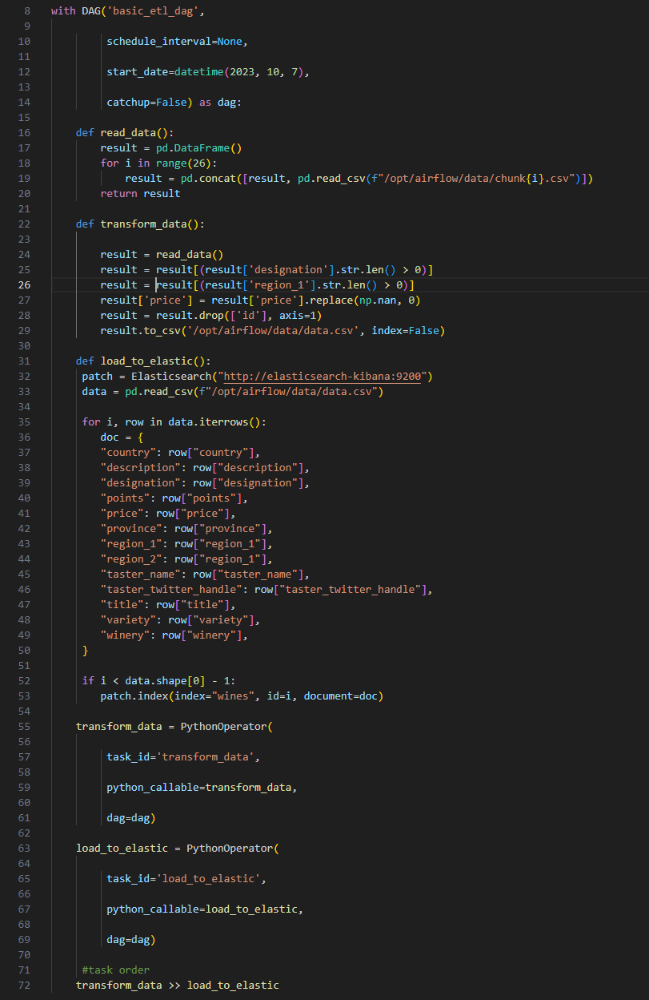 8 with DAG('basic_etl_dag',
9
10 schedule_interval=None,
11
12 start_date=datetime(2023, 10, 7),
13
14 catchup=False) as dag:
15
16 def read_data():
17 result = pd.DataFrame()
18 for i in range(26):
19 result = pd.concat([result, pd.read_csv(f"/opt/airflow/data/chunk{i}.csv")])
20 return result
21
22 def transform_data():
23
24 result = read_data()
25 result = result[(result['designation'].str.len() > 0)]
26 result = result[(result['region_1'].str.len() > 0)]
27 result['price'] = result['price'].replace(np.nan, 0)
28 result = result.drop(['id'], axis=1)
29 result.to_csv('/opt/airflow/data/data.csv', index=False)
30
31 def load_to_elastic():
32 patch = Elasticsearch("http://elasticsearch-kibana:9200")
33 data = pd.read_csv(f"/opt/airflow/data/data.csv")
34
35 for i, row in data.iterrows():
36 doc = {
37 "country": row["country"],
38 "description": row["description"],
39 "designation": row["designation"],
40 "points": row["points"],
41 "price": row["price"],
42 "province": row["province"],
43 "region_1": row["region_1"],
44 "region_2": row["region_1"],
45 "taster_name": row["taster_name"],
46 "taster_twitter_handle": row["taster_twitter_handle"],
47 "title": row["title"],
48 "variety": row["variety"],
49 "winery": row["winery"],
50 }
51
52 if i < data.shape[0] - 1:
53 patch.index(index="wines", id=i, document=doc)
54
55 transform_data = PythonOperator(
56
57 task_id='transform_data',
58
59 python_callable=transform_data,
60
61 dag=dag)
62
63 load_to_elastic = PythonOperator(
64
65 task_id='load_to_elastic',
66
67 python_callable=load_to_elastic,
68
69 dag=dag)
70
71 #task order
72 transform_data >> load_to_elastic